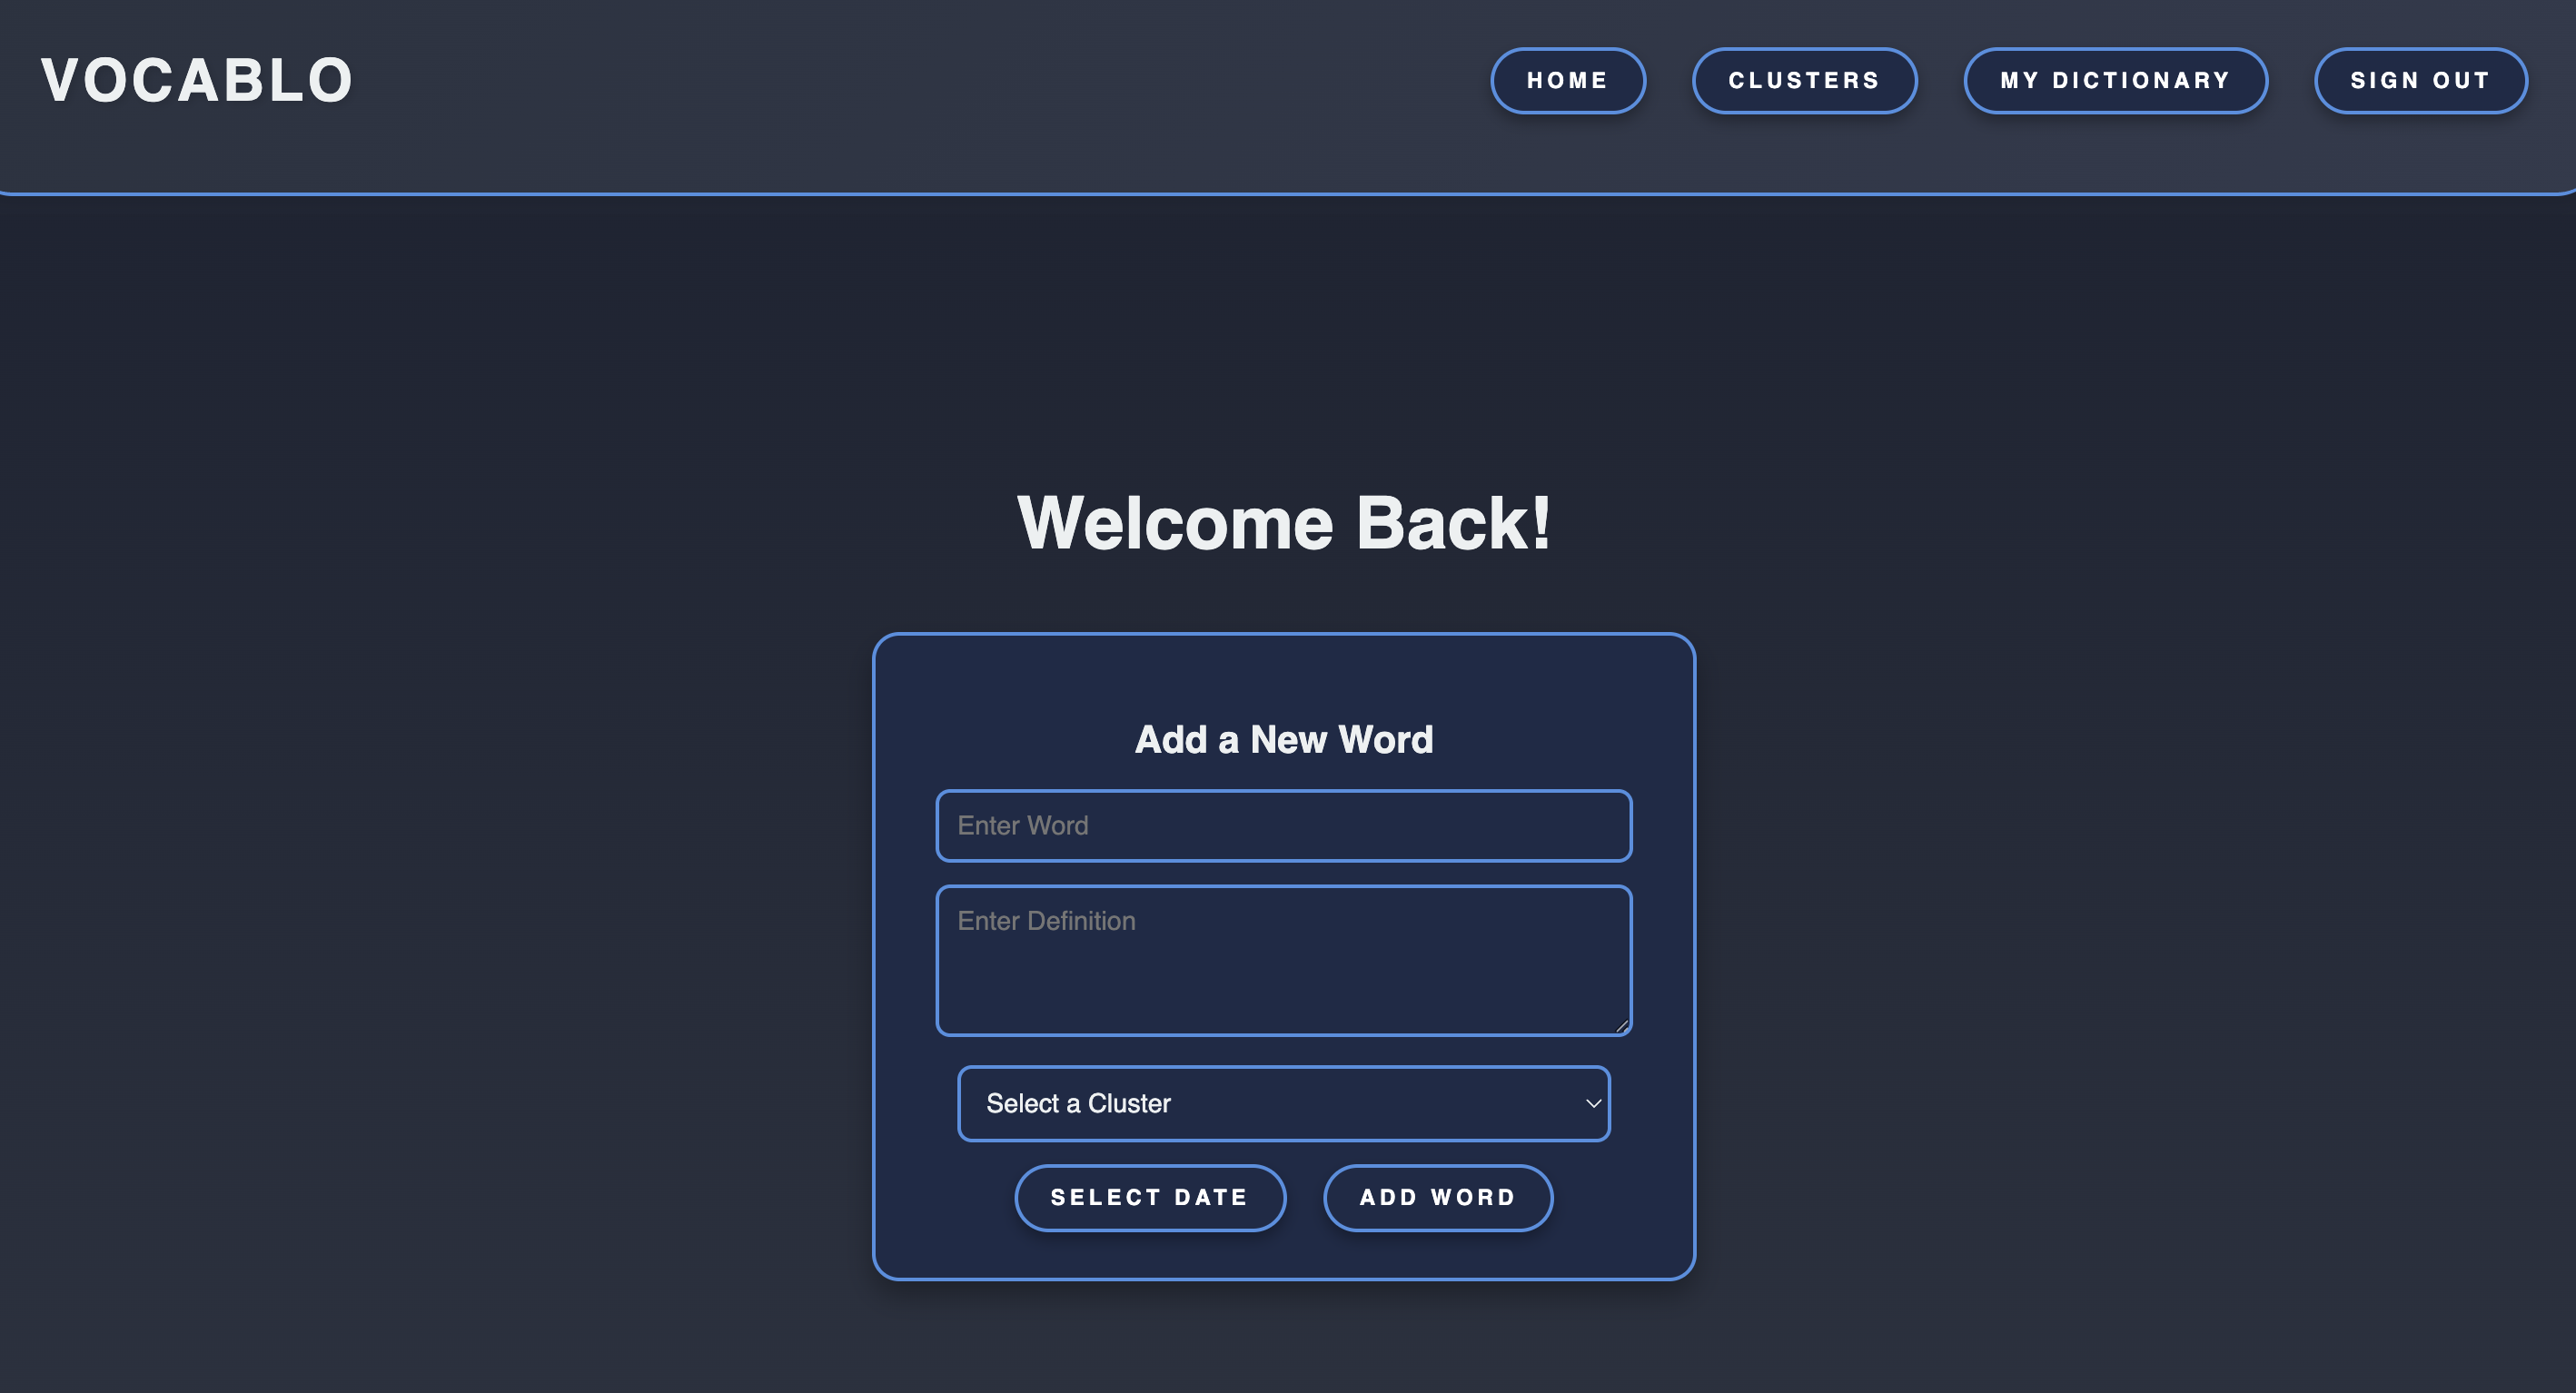 VOCABLO
HOME CLUSTERS MY DICTIONARY SIGN OUT
Welcome Back!
Add a New Word
Enter Word
Enter Definition
Select a Cluster
SELECT DATE ADD WORD